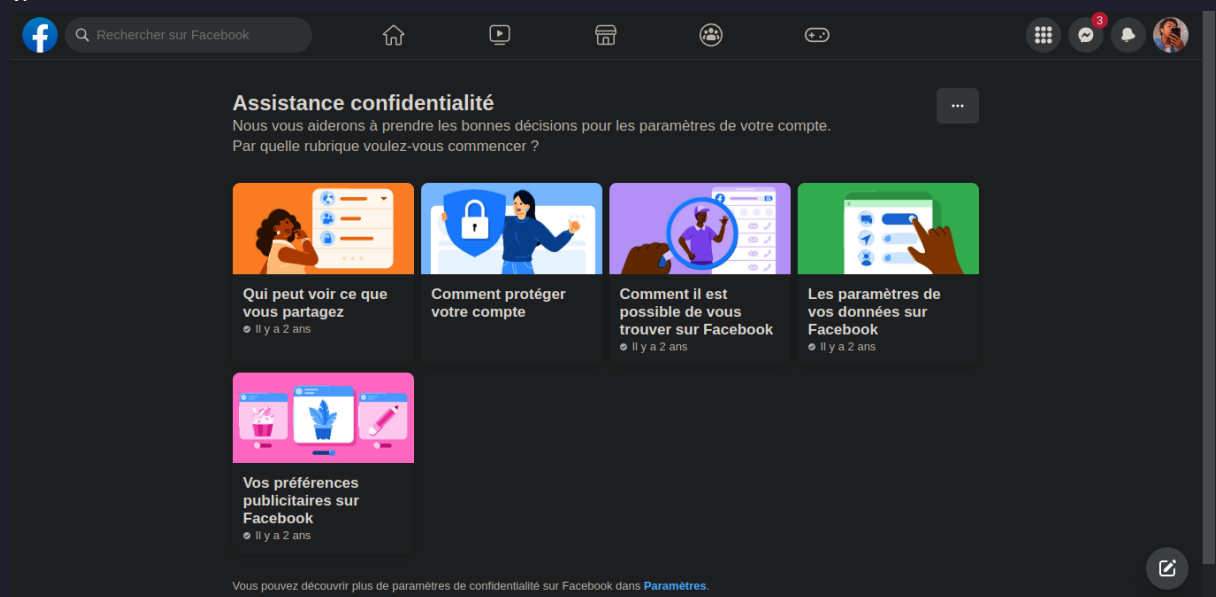 Rechercher sur Facebook
3
Assistance confidentialité
Nous vous aiderons à prendre les bonnes décisions pour les paramètres de votre compte.
Par quelle rubrique voulez-vous commencer ?
Qui peut voir ce que
vous partagez
Il y a 2 ans
Comment protéger
votre compte
Comment il est
possible de vous
trouver sur Facebook
Il y a 2 ans
Les paramètres de
vos données sur
Facebook
Il y a 2 ans
Vos préférences
publicitaires sur
Facebook
Il y a 2 ans
Vous pouvez découvrir plus de paramètres de confidentialité sur Facebook dans Paramètres.